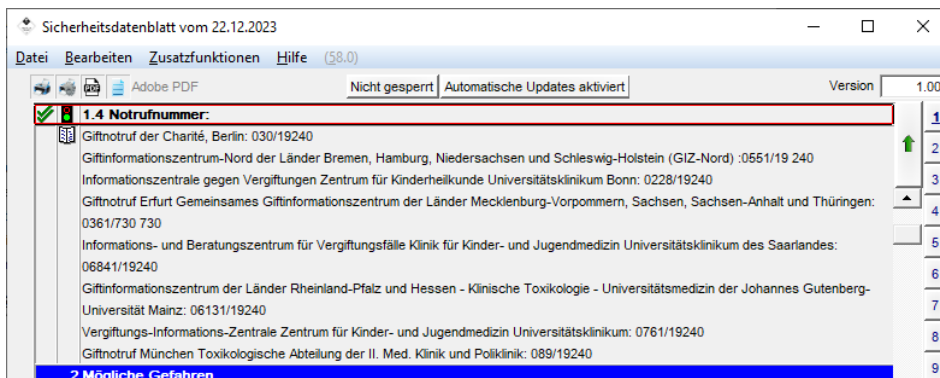 Sicherheitsdatenblatt vom 22.12.2023
Datei Bearbeiten Zusatzfunktionen Hilfe (58.0)
PDF Adobe PDF Nicht gesperrt Automatische Updates aktiviert Version 1.00
1.4 Notrufnummer:
Giftnotruf der Charité, Berlin: 030/19240
Giftinformationszentrum-Nord der Länder Bremen, Hamburg, Niedersachsen und Schleswig-Holstein (GIZ-Nord) :0551/19 240
Informationszentrale gegen Vergiftungen Zentrum für Kinderheilkunde Universitätsklinikum Bonn: 0228/19240
Giftnotruf Erfurt Gemeinsames Giftinformationszentrum der Länder Mecklenburg-Vorpommern, Sachsen, Sachsen-Anhalt und Thüringen:
0361/730 730
Informations- und Beratungszentrum für Vergiftungsfälle Klinik für Kinder- und Jugendmedizin Universitätsklinikum des Saarlandes:
06841/19240
Giftinformationszentrum der Länder Rheinland-Pfalz und Hessen - Klinische Toxikologie - Universitätsmedizin der Johannes Gutenberg-
Universität Mainz: 06131/19240
Vergiftungs-Informations-Zentrale Zentrum für Kinder- und Jugendmedizin Universitätsklinikum: 0761/19240
Giftnotruf München Toxikologische Abteilung der II. Med. Klinik und Poliklinik: 089/19240
2 Mögliche Gefahren
1
2
3
4
5
6
7
8
9